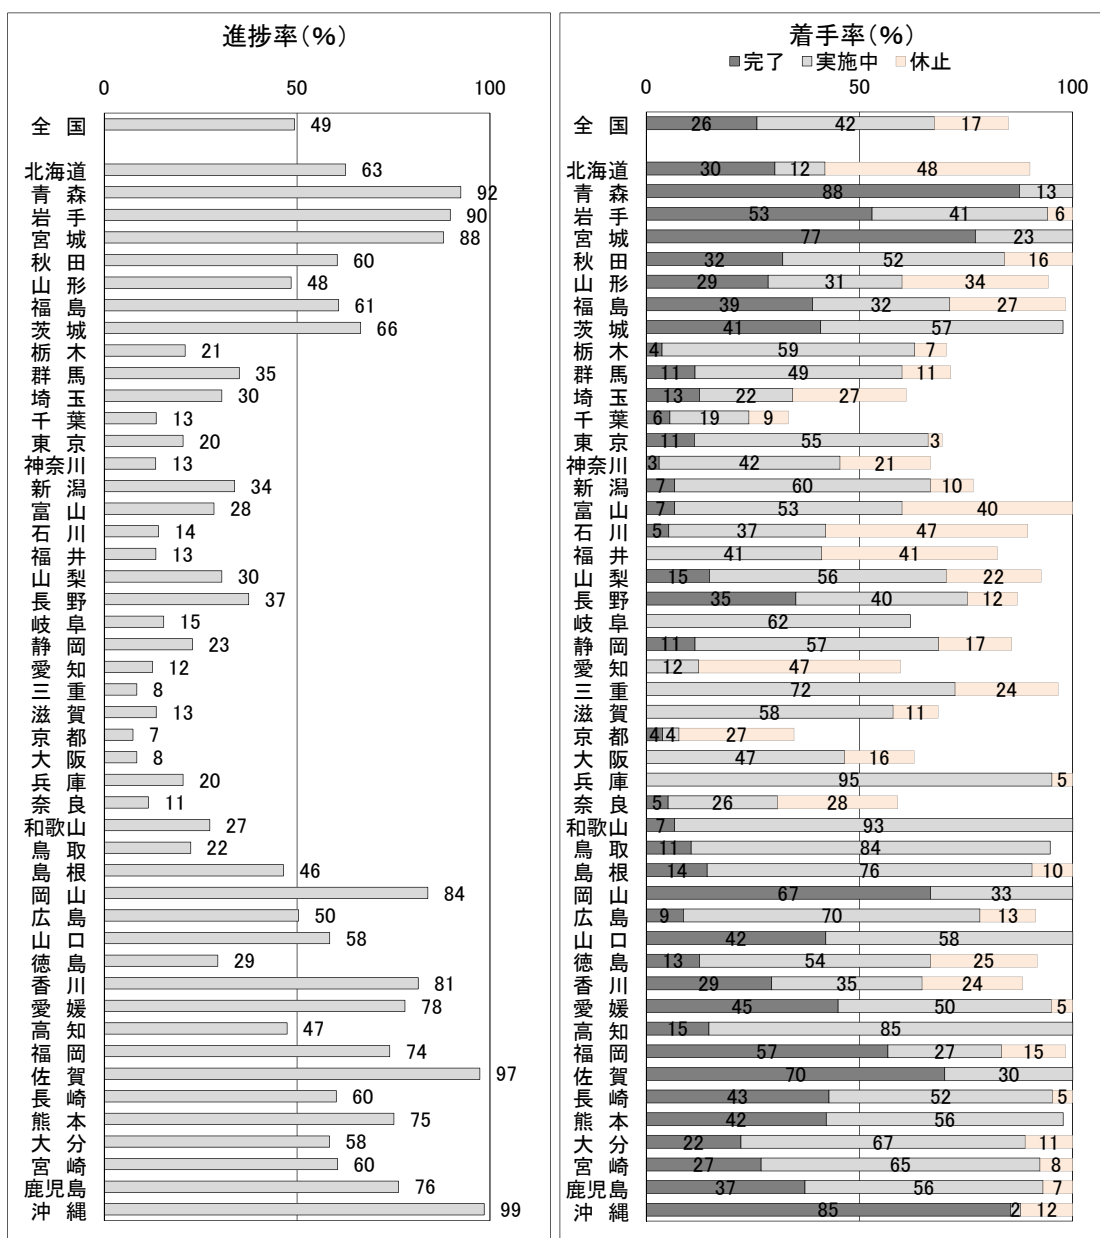 進捗率(%)
0 50 100
全国 49
北海道 63
青森 92
岩手 90
宮城 88
秋田 60
山形 48
福島 61
茨城 66
栃木 21
群馬 35
埼玉 30
千葉 13
東京 20
神奈川 13
新潟 34
富山 28
石川 14
福井 13
山梨 30
長野 37
岐阜 15
静岡 23
愛知 12
三重 8
滋賀 13
京都 7
大阪 8
兵庫 20
奈良 11
和歌山 27
鳥取 22
島根 46
岡山 84
広島 50
山口 58
徳島 29
香川 81
愛媛 78
高知 47
福岡 74
佐賀 97
長崎 60
熊本 75
大分 58
宮崎 60
鹿児島 76
沖縄 99
着手率(%)
完了 実施中 休止
0 50 100
全国 26 42 17
北海道 30 12 48
青森 88 13
岩手 53 41 6
宮城 77 23
秋田 32 52 16
山形 29 31 34
福島 39 32 27
茨城 41 57
栃木 4 59 7
群馬 11 49 11
埼玉 13 22 27
千葉 6 19 9
東京 11 55 3
神奈川 3 42 21
新潟 7 60 10
富山 7 53 40
石川 5 37 47
福井 41 41
山梨 15 56 22
長野 35 40 12
岐阜 62
静岡 11 57 17
愛知 12 47
三重 72 24
滋賀 58 11
京都 4 4 27
大阪 47 16
兵庫 95 5
奈良 5 26 28
和歌山 7 93
鳥取 11 84
島根 14 76 10
岡山 67 33
広島 9 70 13
山口 42 58
徳島 13 54 25
香川 29 35 24
愛媛 45 50 5
高知 15 85
福岡 57 27 15
佐賀 70 30
長崎 43 52 5
熊本 42 56
大分 22 67 11
宮崎 27 65 8
鹿児島 37 56 7
沖縄 85 2 12